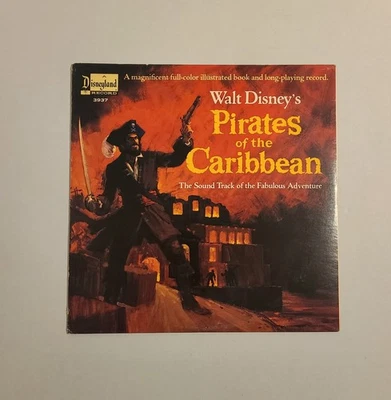 Disneyland
RECORD
3937
A magnificent full-color illustrated book and long-playing record.
Walt Disney's
Pirates
of the
Caribbean
The Sound Track of the Fabulous Adventure